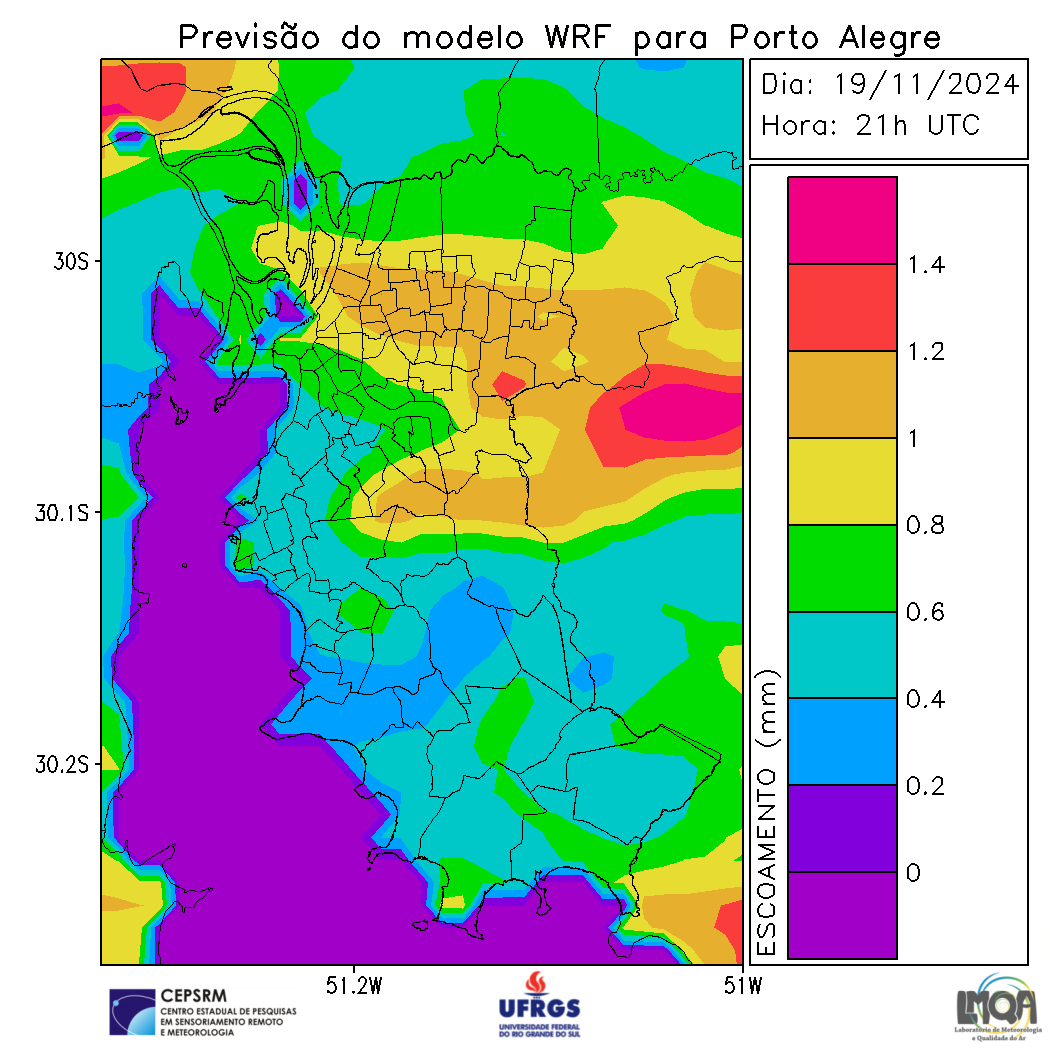 Previsão do modelo WRF para Porto Alegre
Dia: 19/11/2024
Hora: 21h UTC
30S
30.1S
30.2S
51.2W
51W
ESCOAMENTO (mm)
1.4
1.2
1
0.8
0.6
0.4
0.2
0
CEPSRM
CENTRO ESTADUAL DE PESQUISAS
EM SENSORIAMENTO REMOTO
E METEOROLOGIA
UFRGS
UNIVERSIDADE FEDERAL
DO RIO GRANDE DO SUL
LMQA
Laboratório de Meteorologia
e Qualidade do Ar